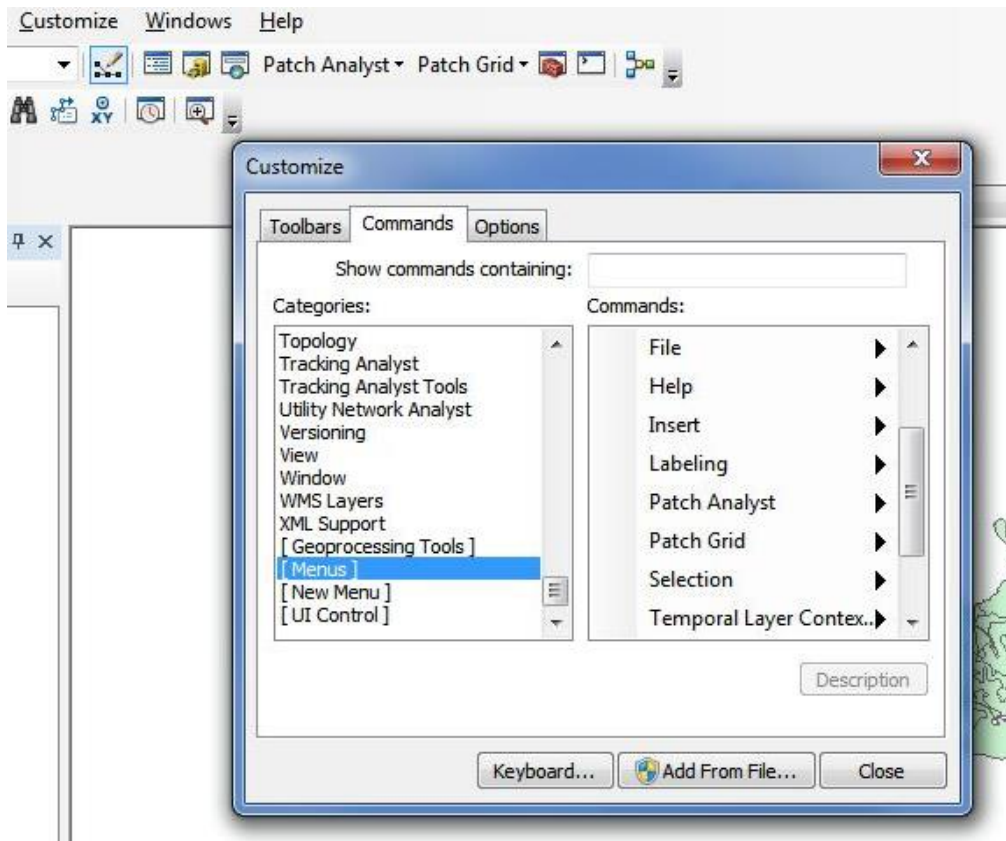 Customize Windows Help
Patch Analyst Patch Grid
XY
Customize
Toolbars Commands Options
Show commands containing:
Categories: Commands:
Topology
Tracking Analyst
Tracking Analyst Tools
Utility Network Analyst
Versioning
View
Window
WMS Layers
XML Support
[ Geoprocessing Tools ]
[ Menus ]
[ New Menu ]
[ UI Control ]
File
Help
Insert
Labeling
Patch Analyst
Patch Grid
Selection
Temporal Layer Contex..
Description
Keyboard... Add From File... Close